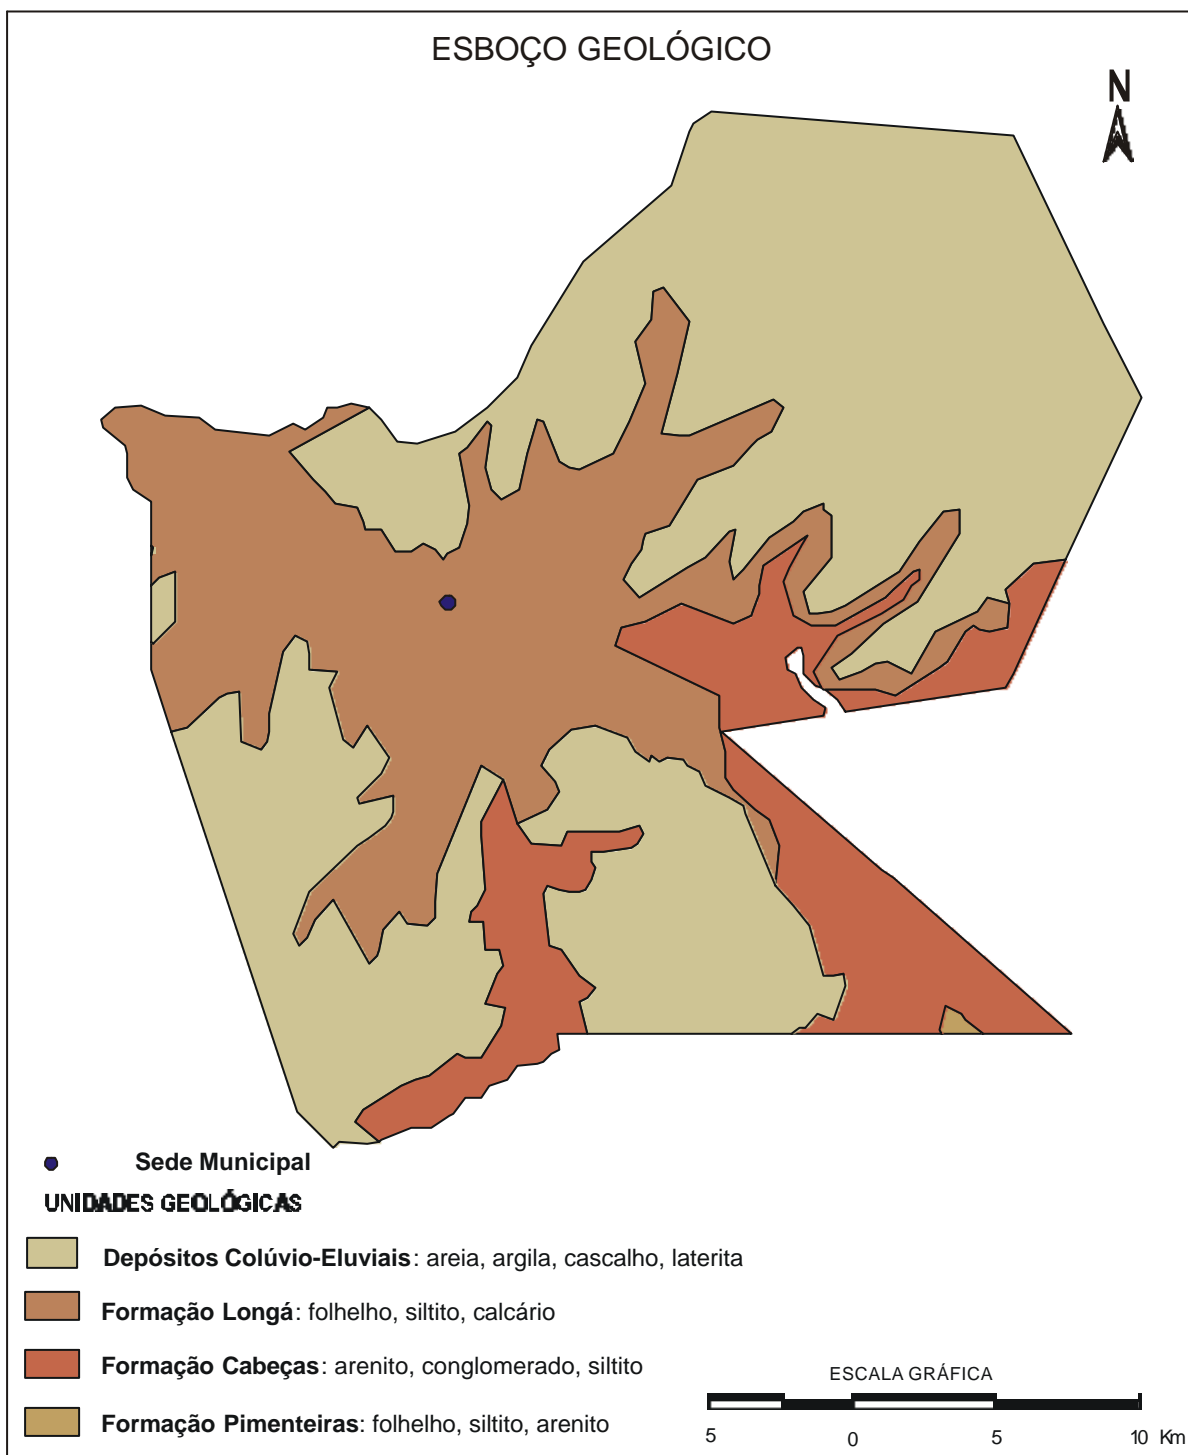 ESBOÇO GEOLÓGICO
N
Sede Municipal
UNIDADES GEOLÓGICAS
Depósitos Colúvio-Eluviais: areia, argila, cascalho, laterita
Formação Longá: folhelho, siltito, calcário
Formação Cabeças: arenito, conglomerado, siltito
Formação Pimenteiras: folhelho, siltito, arenito
ESCALA GRÁFICA
5 0 5 10 Km